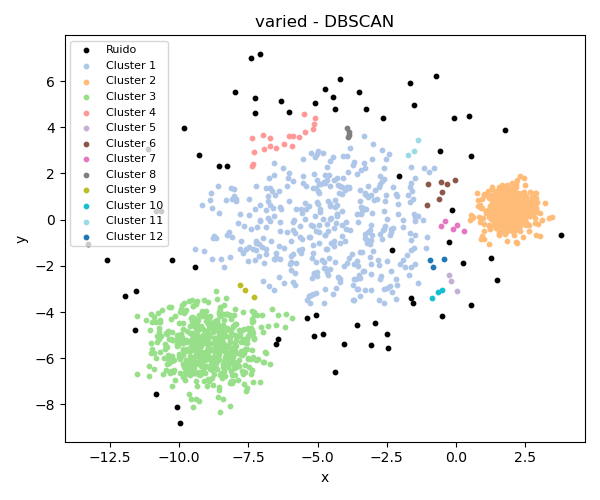 varied - DBSCAN
Ruido
Cluster 1
Cluster 2
Cluster 3
Cluster 4
Cluster 5
Cluster 6
Cluster 7
Cluster 8
Cluster 9
Cluster 10
Cluster 11
Cluster 12
y
6
4
2
0
−2
−4
−6
−8
−12.5 −10.0 −7.5 −5.0 −2.5 0.0 2.5
x